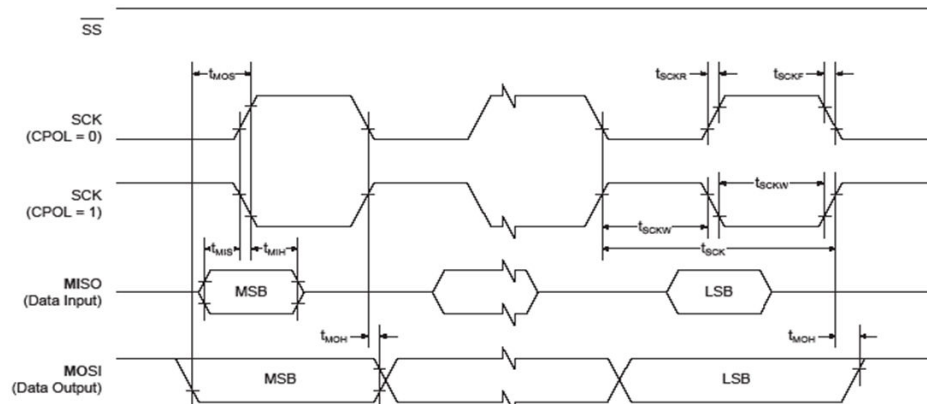 SS
tMOS
tSCKR
tSCKF
SCK
(CPOL = 0)
SCK
(CPOL = 1)
tSCKW
tSCKW
tSCK
tMIS
tMIH
MISO
(Data Input)
MSB
LSB
tMOH
tMOH
MOSI
(Data Output)
MSB
LSB